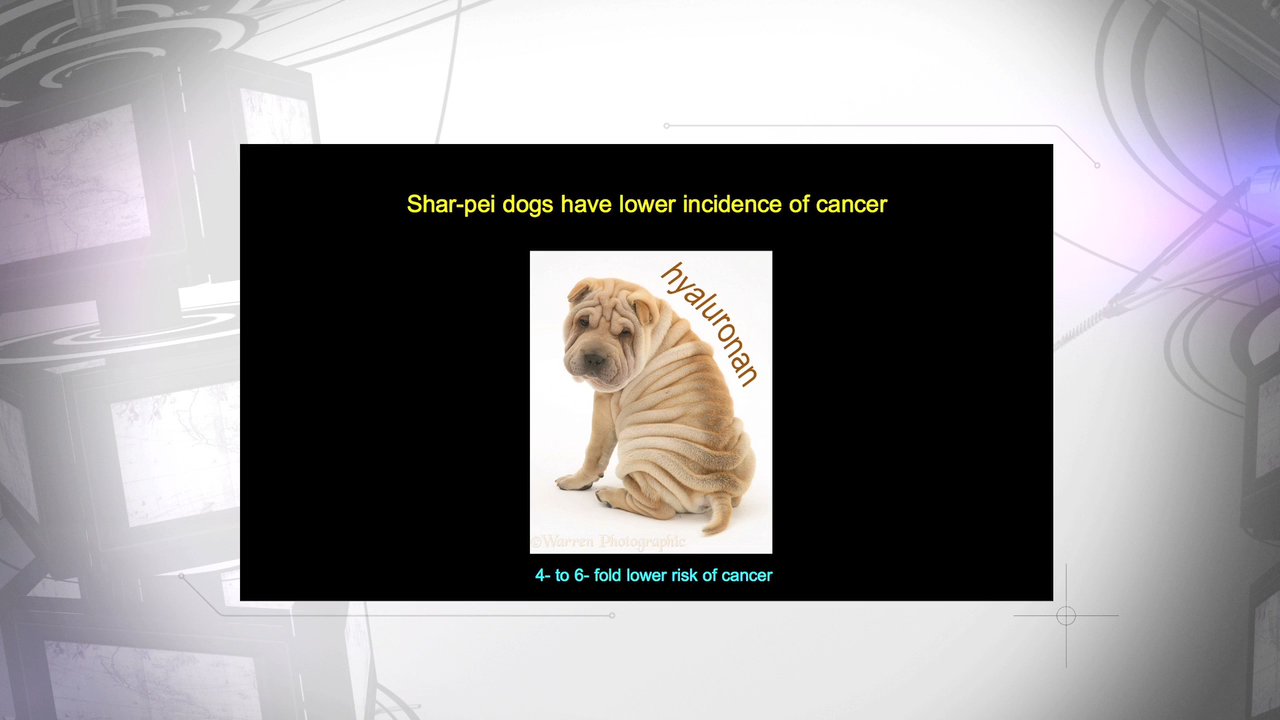 Shar-pei dogs have lower incidence of cancer
hyaluronan
©Warren Photographic
4- to 6- fold lower risk of cancer